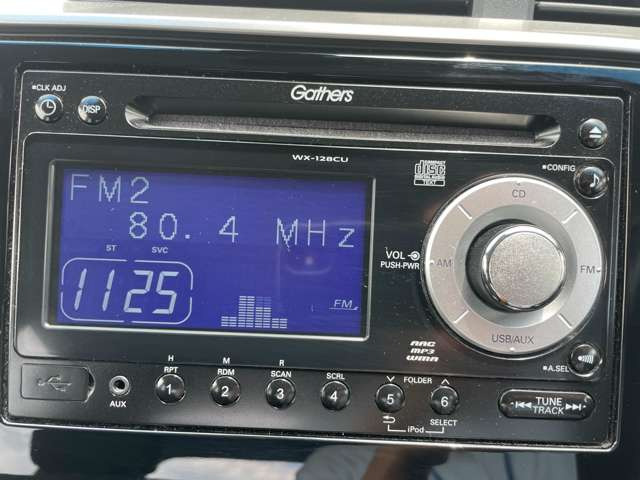 CLK ADJ
DISP
Gathers
WX-128CU
COMPACT
disc
DIGITAL AUDIO
TEXT
CONFIG
FM2
80.4 MHz
ST SVC
1125
FM
VOL
PUSH-PWR
CD
AM
FM
USB/AUX
AAC
MP3
WMA
A.SEL
H M R
RPT RDM SCAN SCRL FOLDER
1 2 3 4 5 6
AUX
iPod
SELECT
TUNE
TRACK